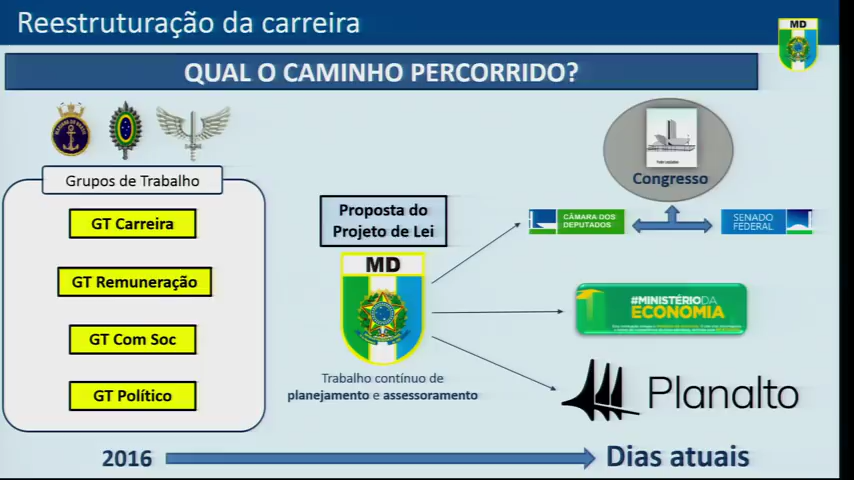 Reestruturação da carreira
MD
QUAL O CAMINHO PERCORRIDO?
Grupos de Trabalho
GT Carreira
GT Remuneração
GT Com Soc
GT Político
Proposta do
Projeto de Lei
MD
Trabalho contínuo de
planejamento e assessoramento
Congresso
CÂMARA DOS
DEPUTADOS
SENADO
FEDERAL
#MINISTÉRIODA
ECONOMIA
Planalto
2016
Dias atuais